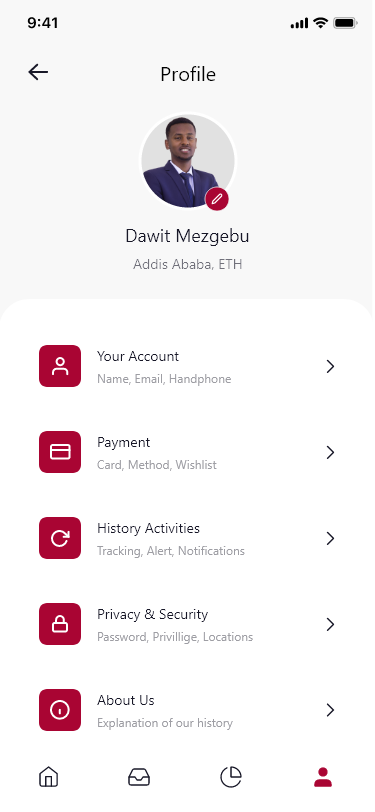 9:41
Profile
Dawit Mezgebu
Addis Ababa, ETH
Your Account
Name, Email, Handphone
Payment
Card, Method, Wishlist
History Activities
Tracking, Alert, Notifications
Privacy & Security
Password, Privillige, Locations
About Us
Explanation of our history